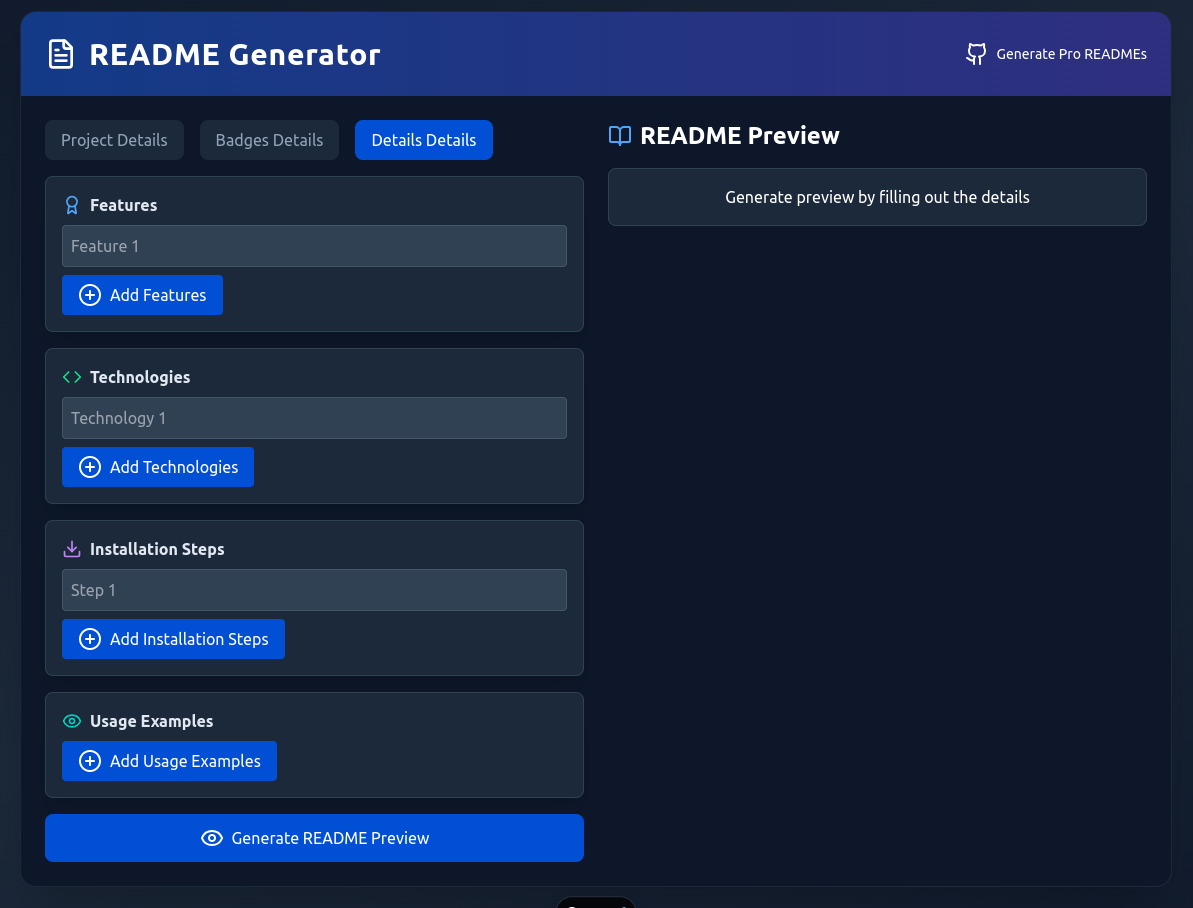 README Generator
Generate Pro READMEs
Project Details
Badges Details
Details Details
Features
Feature 1
Add Features
Technologies
Technology 1
Add Technologies
Installation Steps
Step 1
Add Installation Steps
Usage Examples
Add Usage Examples
Generate README Preview
README Preview
Generate preview by filling out the details